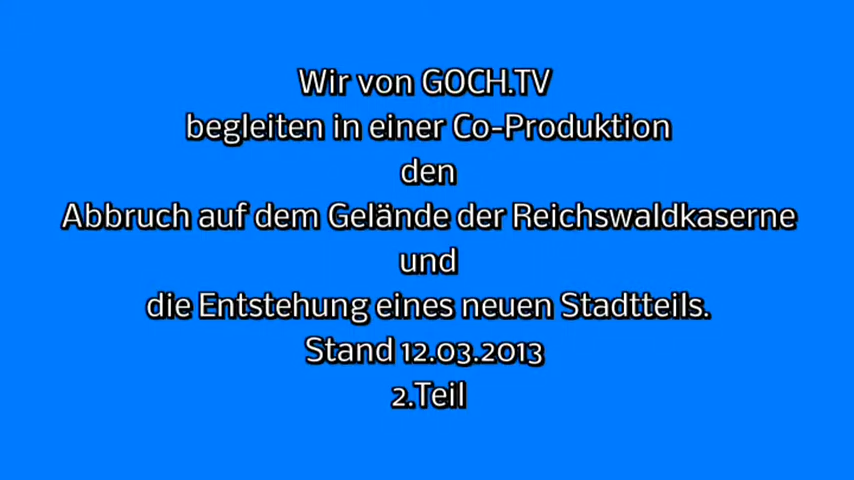 Wir von GOCH.TV
begleiten in einer Co-Produktion
den
Abbruch auf dem Gelände der Reichswaldkaserne
und
die Entstehung eines neuen Stadtteils.
Stand 12.03.2013
2.Teil